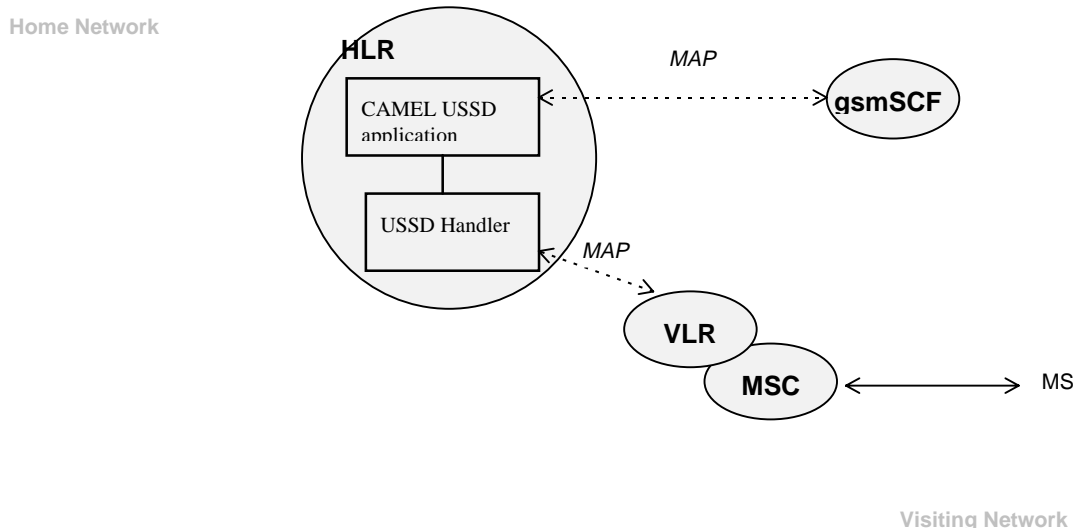 Home Network
HLR
MAP
gsmSCF
CAMEL USSD
application
USSD Handler
MAP
VLR
MSC
MS
Visiting Network